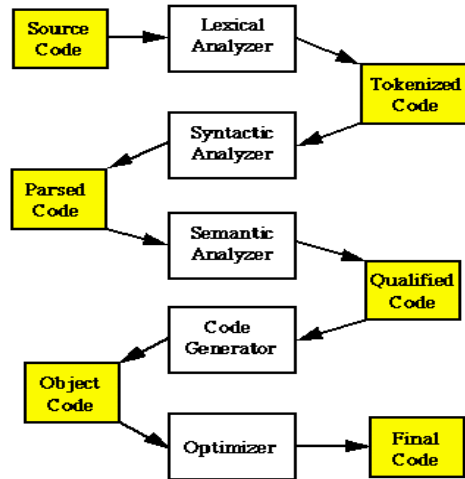 Source
Code
Lexical
Analyzer
Tokenized
Code
Syntactic
Analyzer
Parsed
Code
Semantic
Analyzer
Qualified
Code
Code
Generator
Object
Code
Optimizer
Final
Code